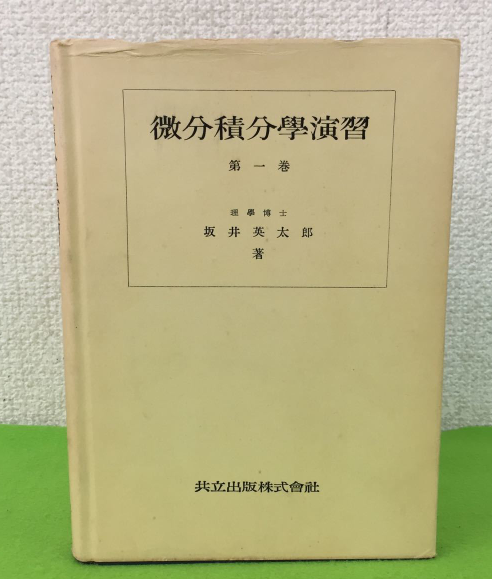 微分積分學演習
第一巻
理學博士
坂井英太郎
著
共立出版株式會社